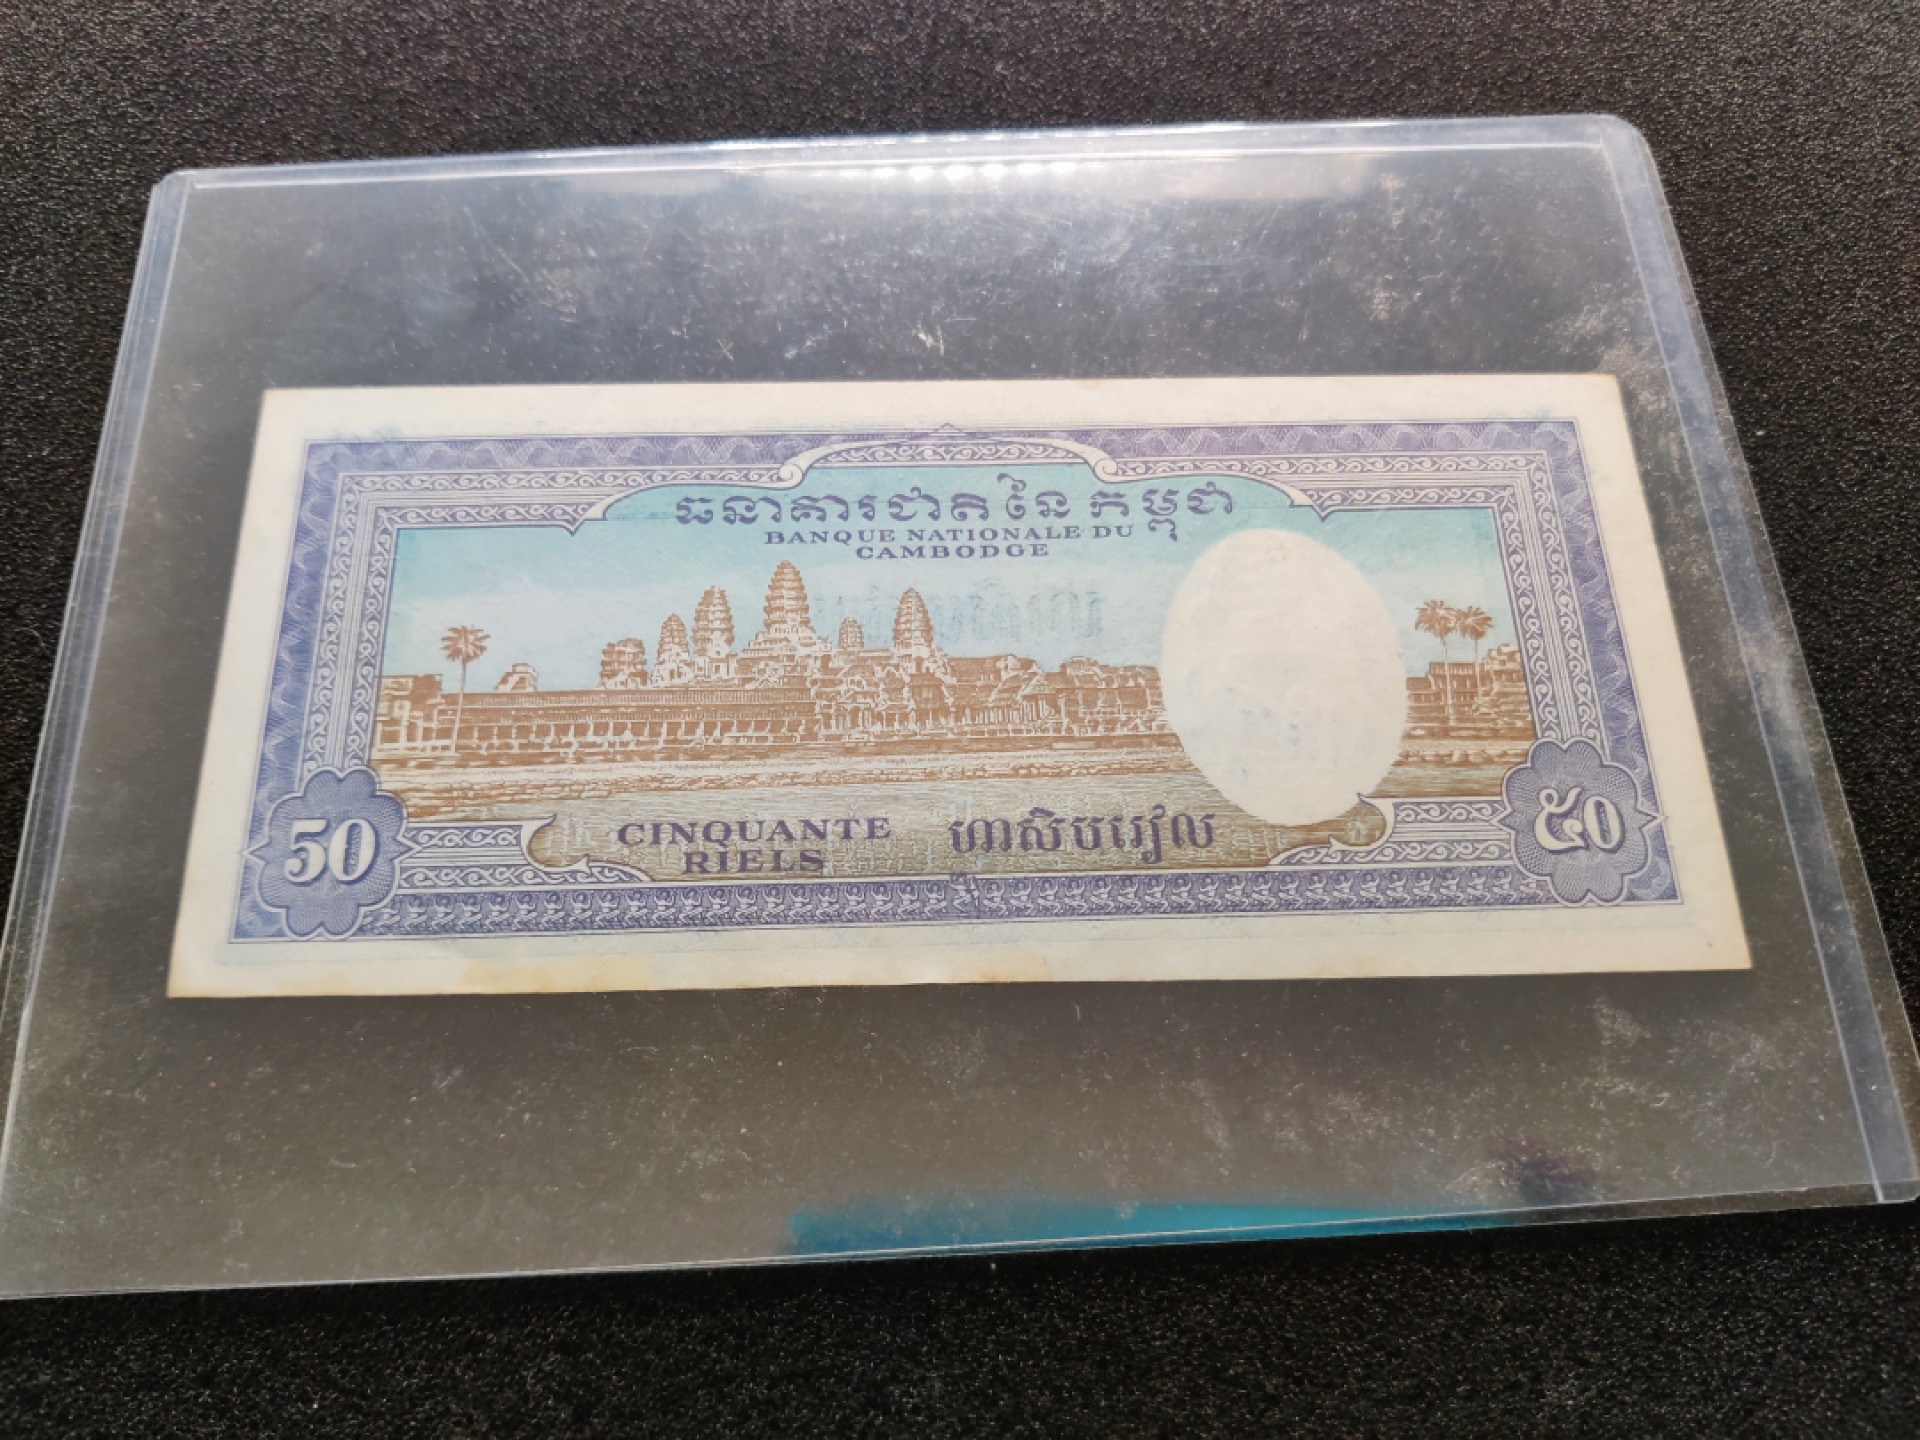 ធនាគារជាតិនៃកម្ពុជា
BANQUE NATIONALE DU
CAMBODGE
CINQUANTE
RIELS
ហាសិបរៀល
50
៥០